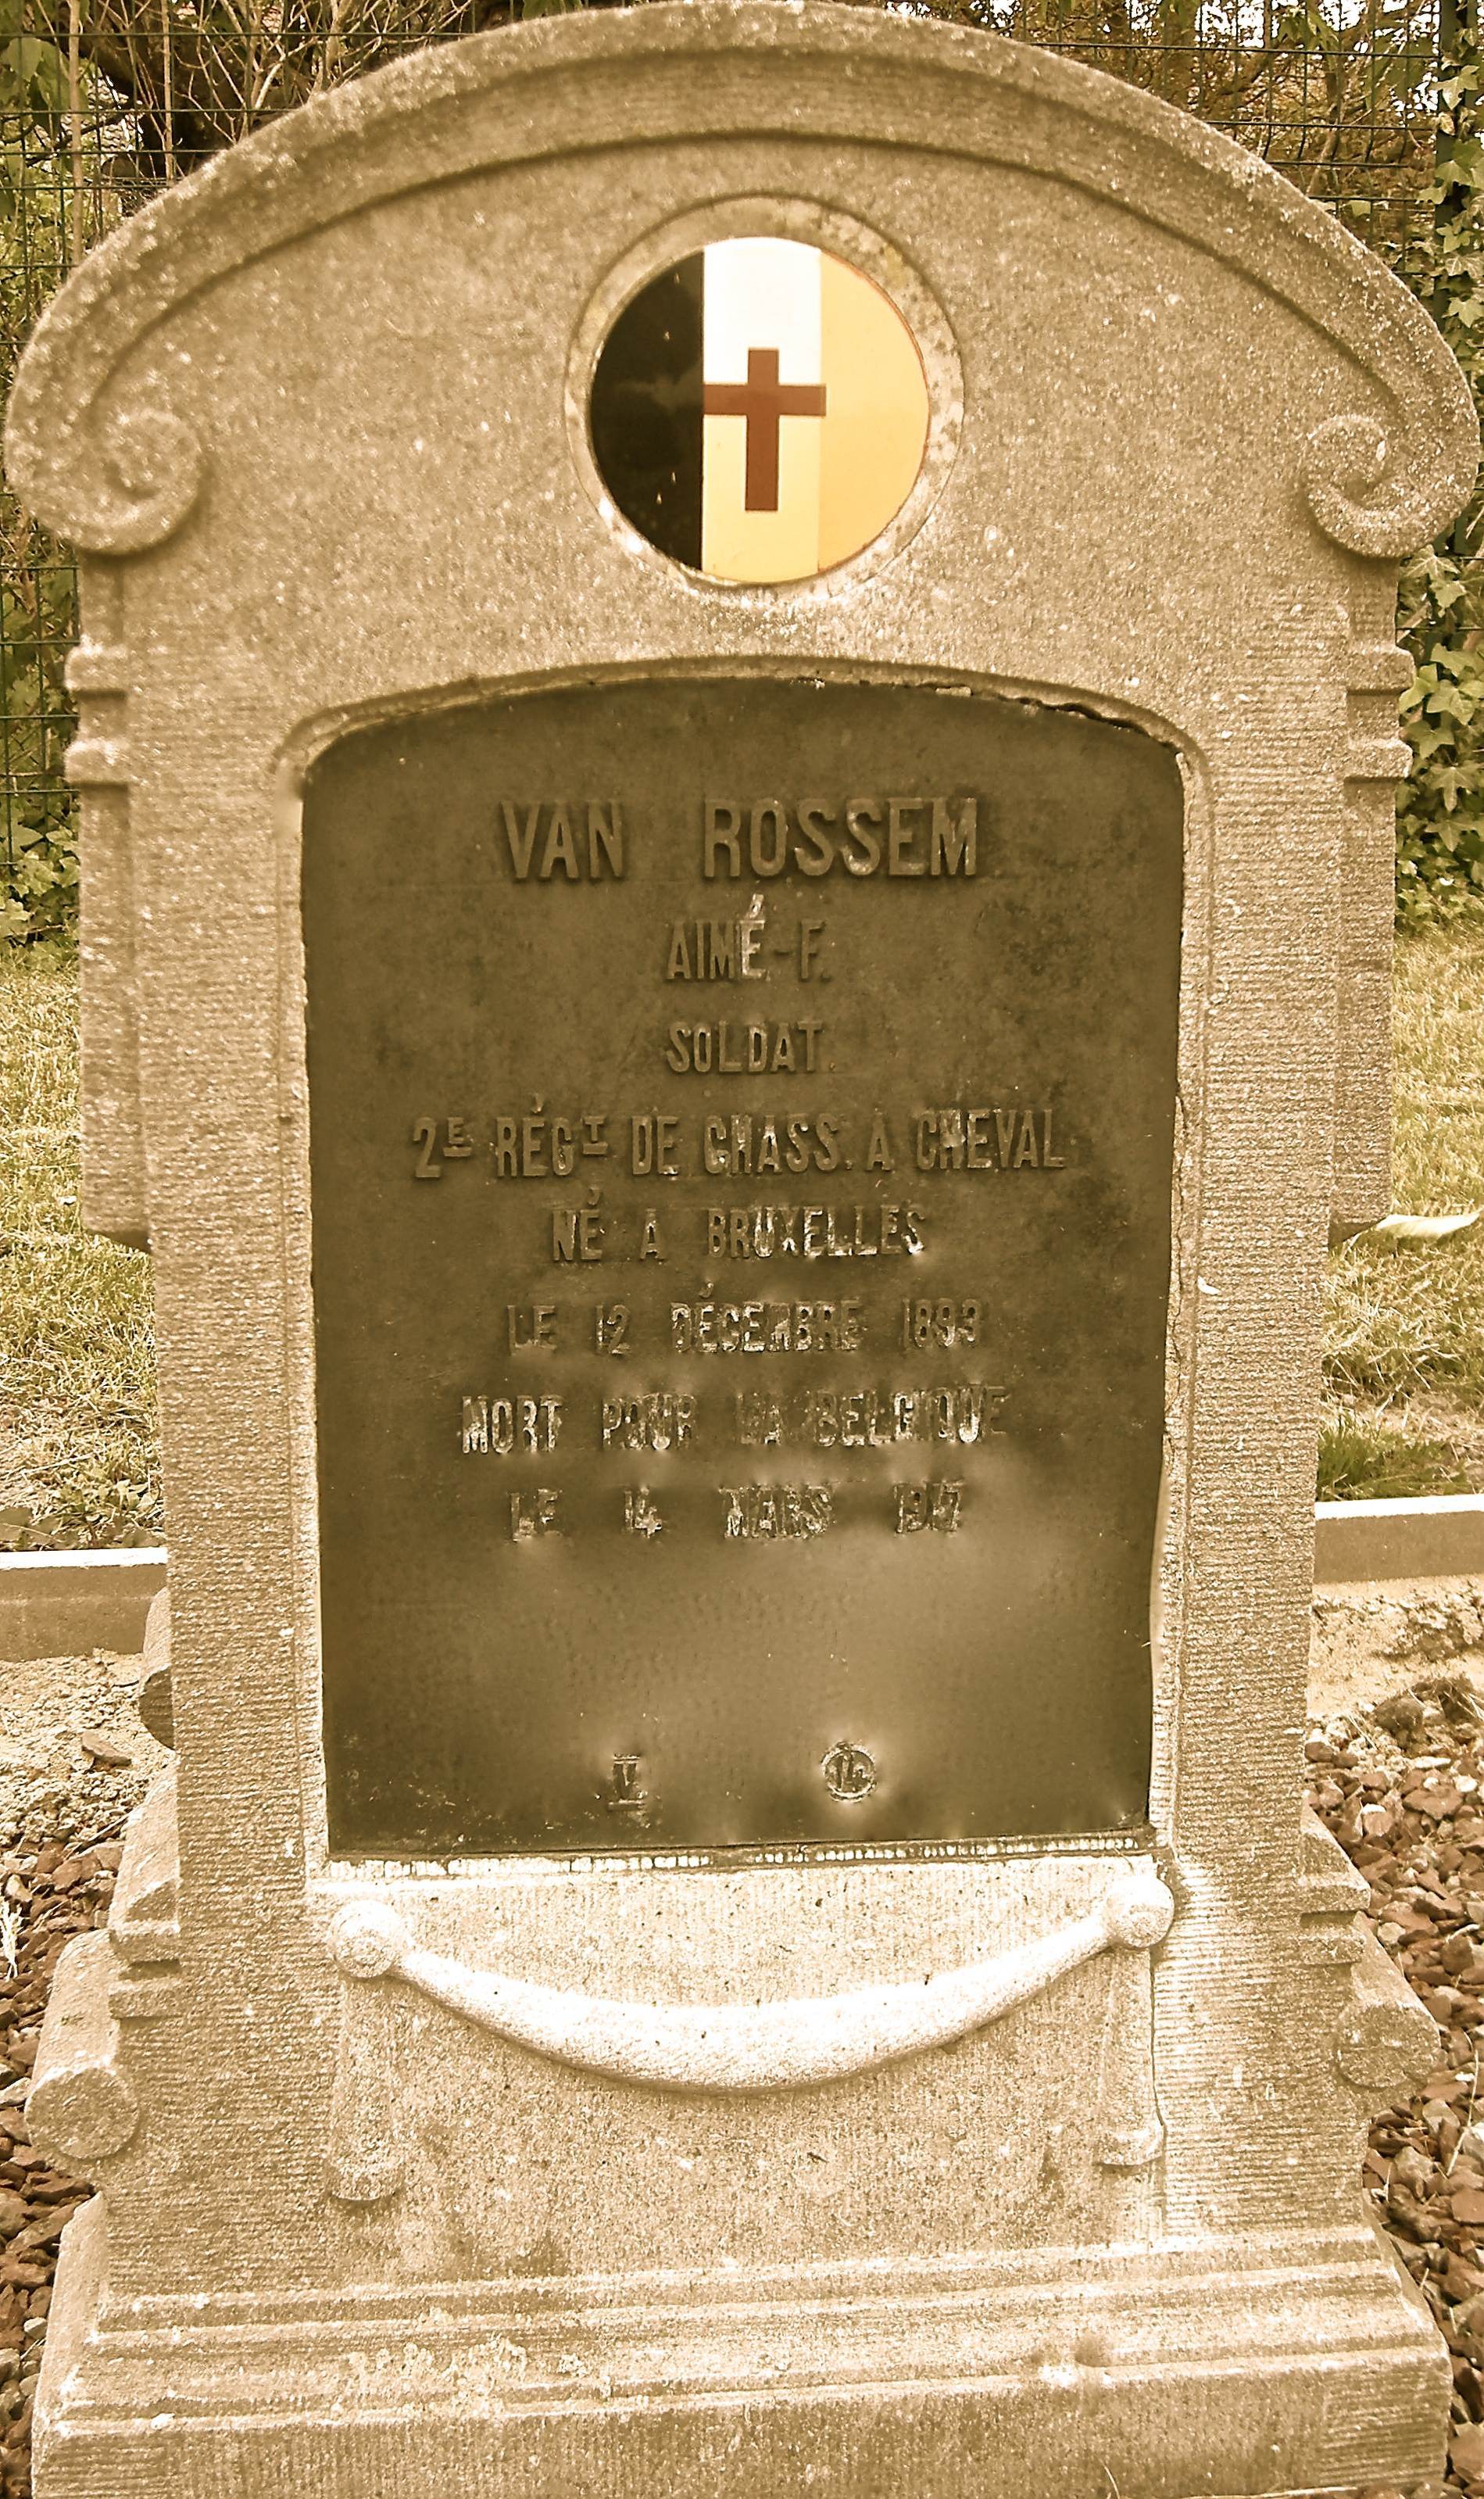 VAN ROSSEM
AIMÉ-F.
SOLDAT.
2E RÉGT DE CHASS. A CHEVAL
NÉ A BRUXELLES
LE 12 DÉCEMBRE 1893
MORT POUR LA BELGIQUE
LE 14 MARS 1917
V